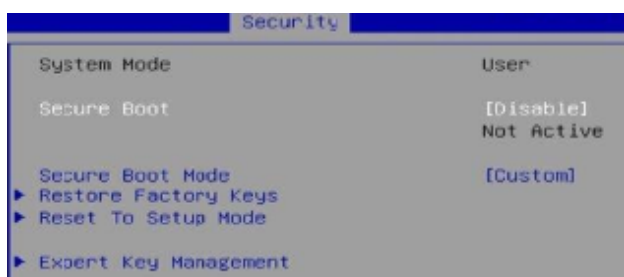 Security
System Mode User
Secure Boot [Disable]
Not Active
Secure Boot Mode [Custom]
Restore Factory Keys
Reset To Setup Mode
Expert Key Management